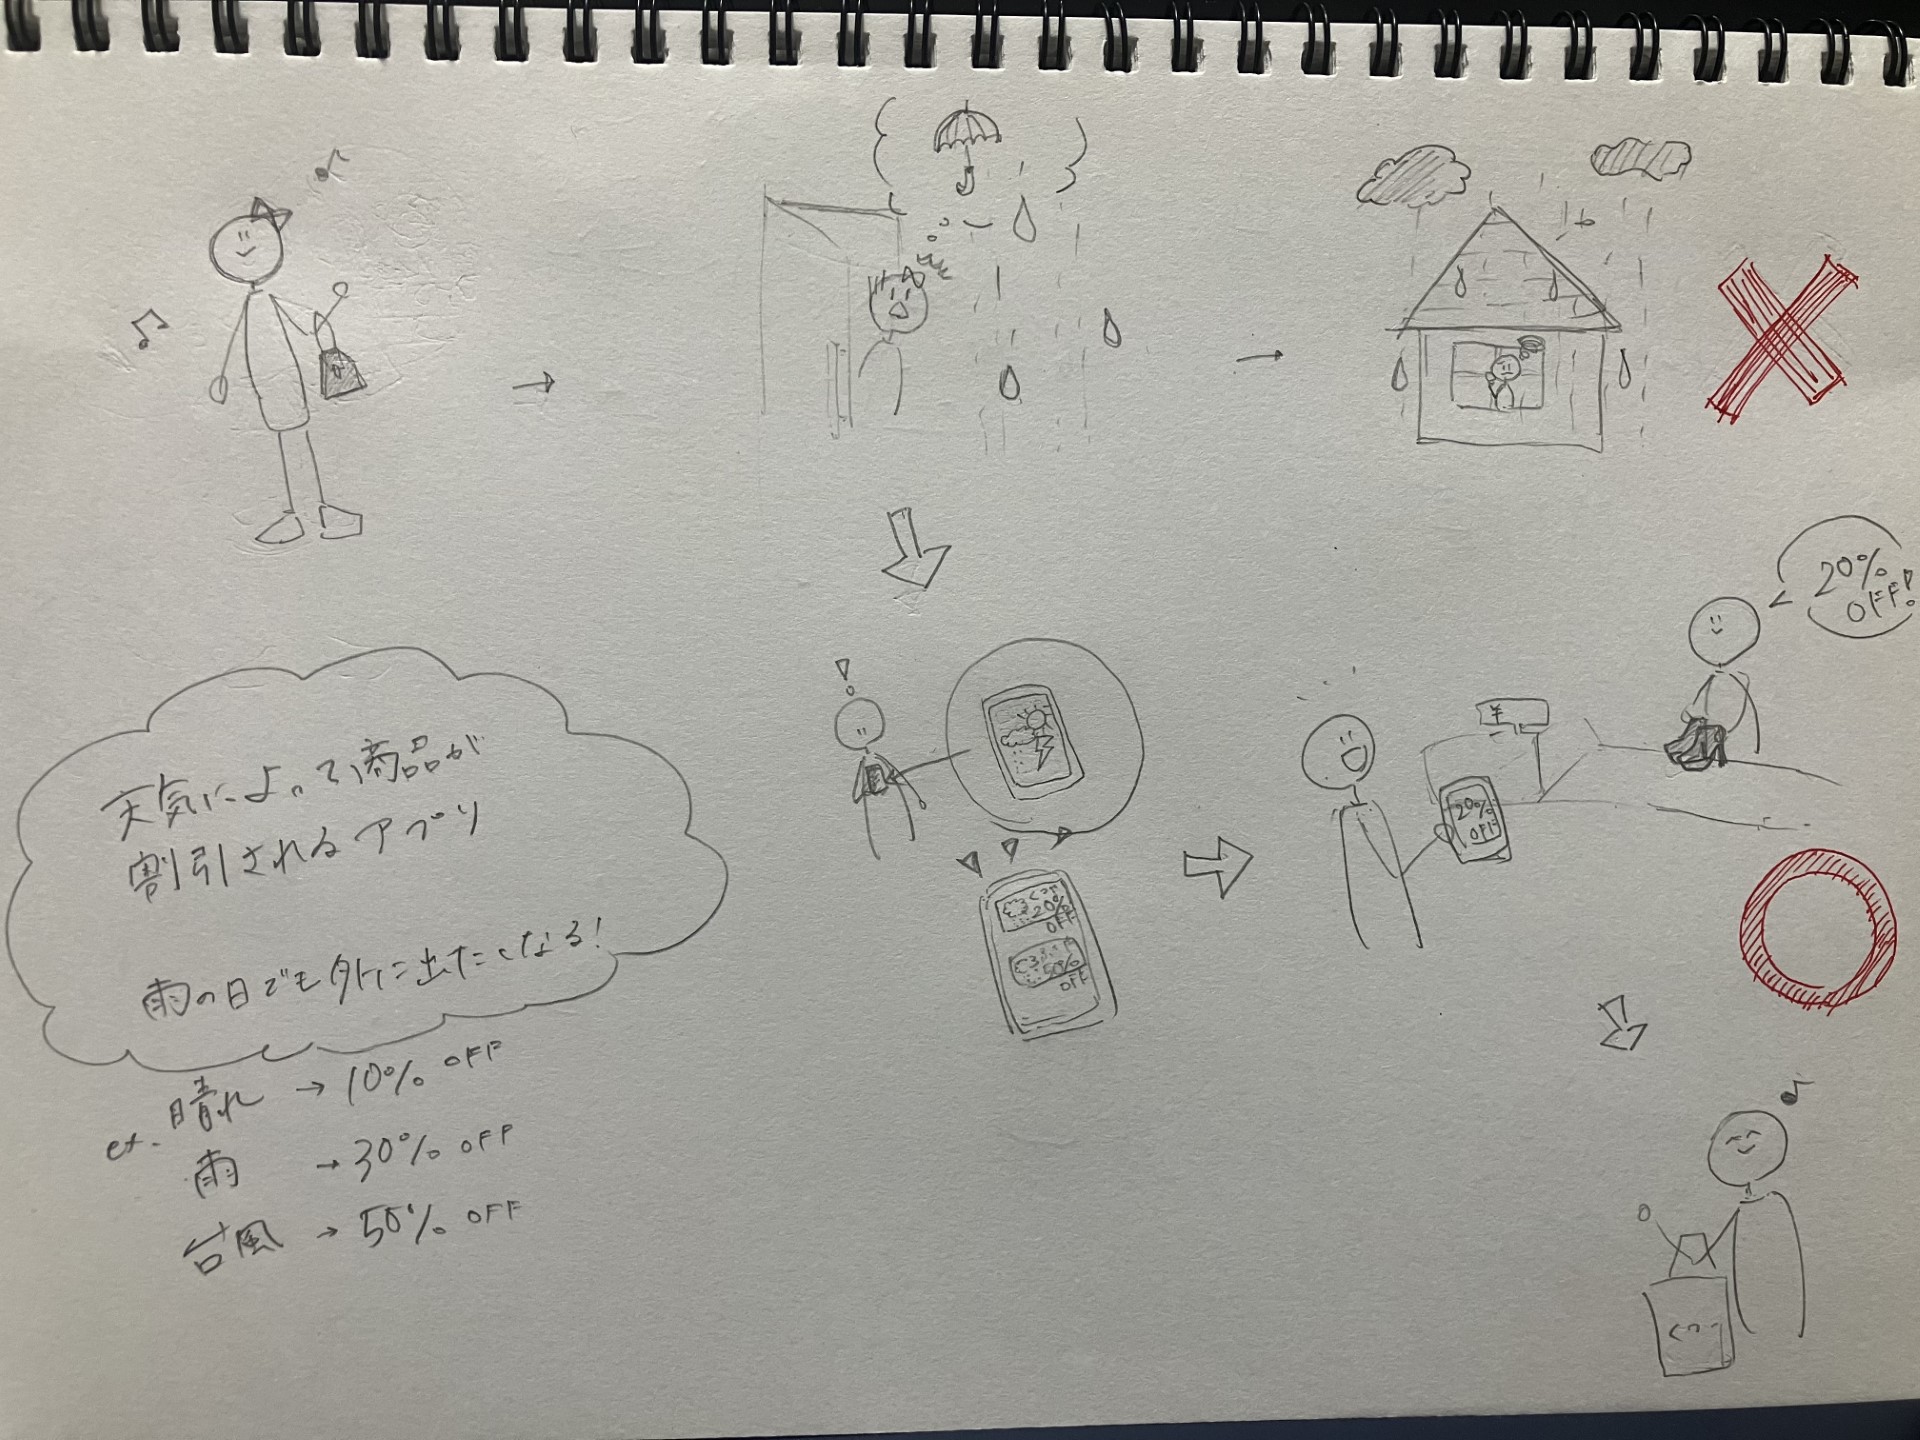 20%
OFF!
天気によって商品が
割引されるアプリ
雨の日でも外に出たくなる!
¥
20%
OFF
くつ
20%
OFF
50%
OFF
ex. 晴れ → 10% OFF
雨 → 30% OFF
台風 → 50% OFF
くつ